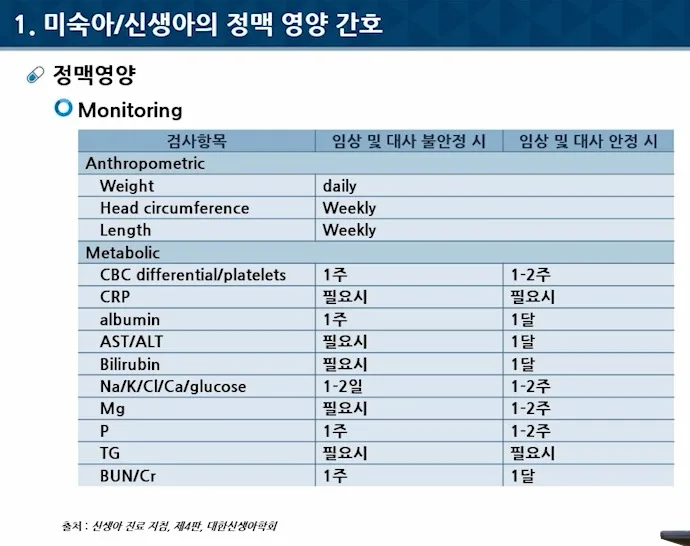 1. 미숙아/신생아의 정맥 영양 간호
정맥영양
Monitoring
검사항목 임상 및 대사 불안정 시 임상 및 대사 안정 시
Anthropometric
Weight daily
Head circumference Weekly
Length Weekly
Metabolic
CBC differential/platelets 1주 1-2주
CRP 필요시 필요시
albumin 1주 1달
AST/ALT 필요시 1달
Bilirubin 필요시 1달
Na/K/Cl/Ca/glucose 1-2일 1-2주
Mg 필요시 1-2주
P 1주 1-2주
TG 필요시 필요시
BUN/Cr 1주 1달
출처 : 신생아 진료 지침, 제4판, 대한신생아학회